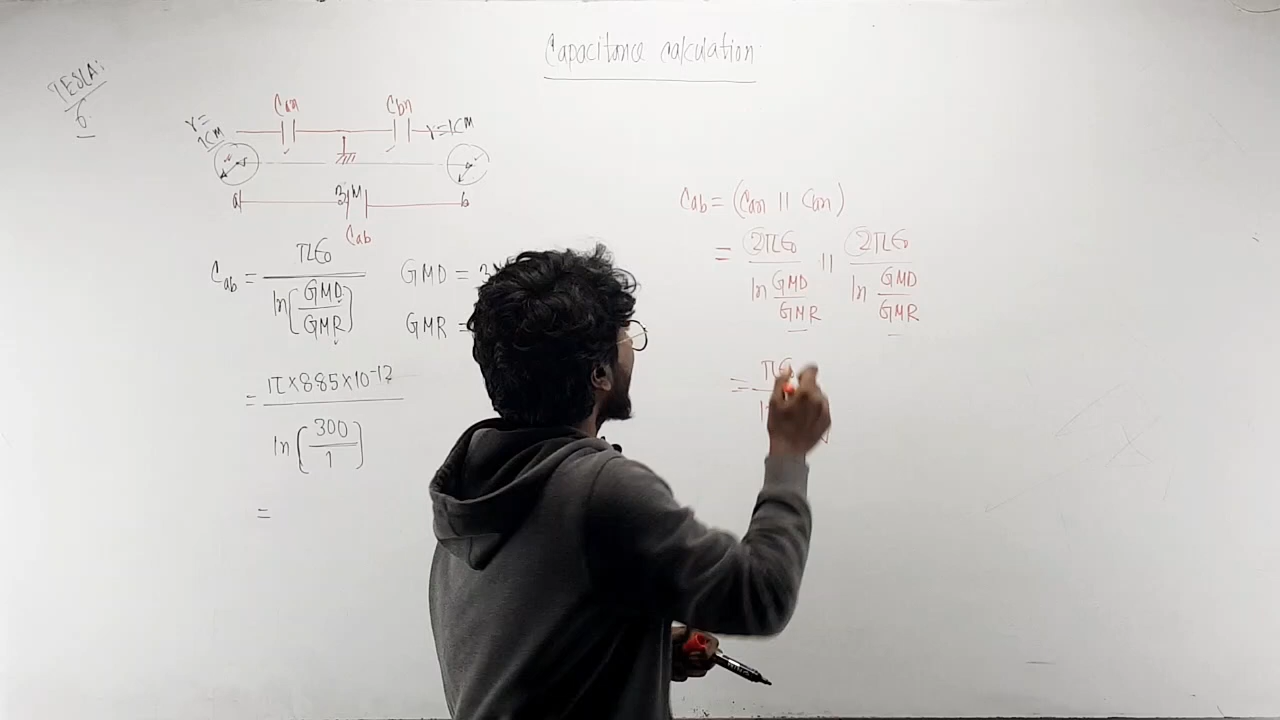 Capacitance calculation
TESLA:
6.
Can
Cbn
r=
1CM
r=1CM
a
3M
b
Cab
Cab = πε₀ / ln[GMD/GMR]
GMD =
GMR =
= π×8.85×10⁻¹² / ln[300/1]
=
Cab = (Can || Cbn)
= 2πε₀ / ln GMD/GMR || 2πε₀ / ln GMD/GMR
= πε₀